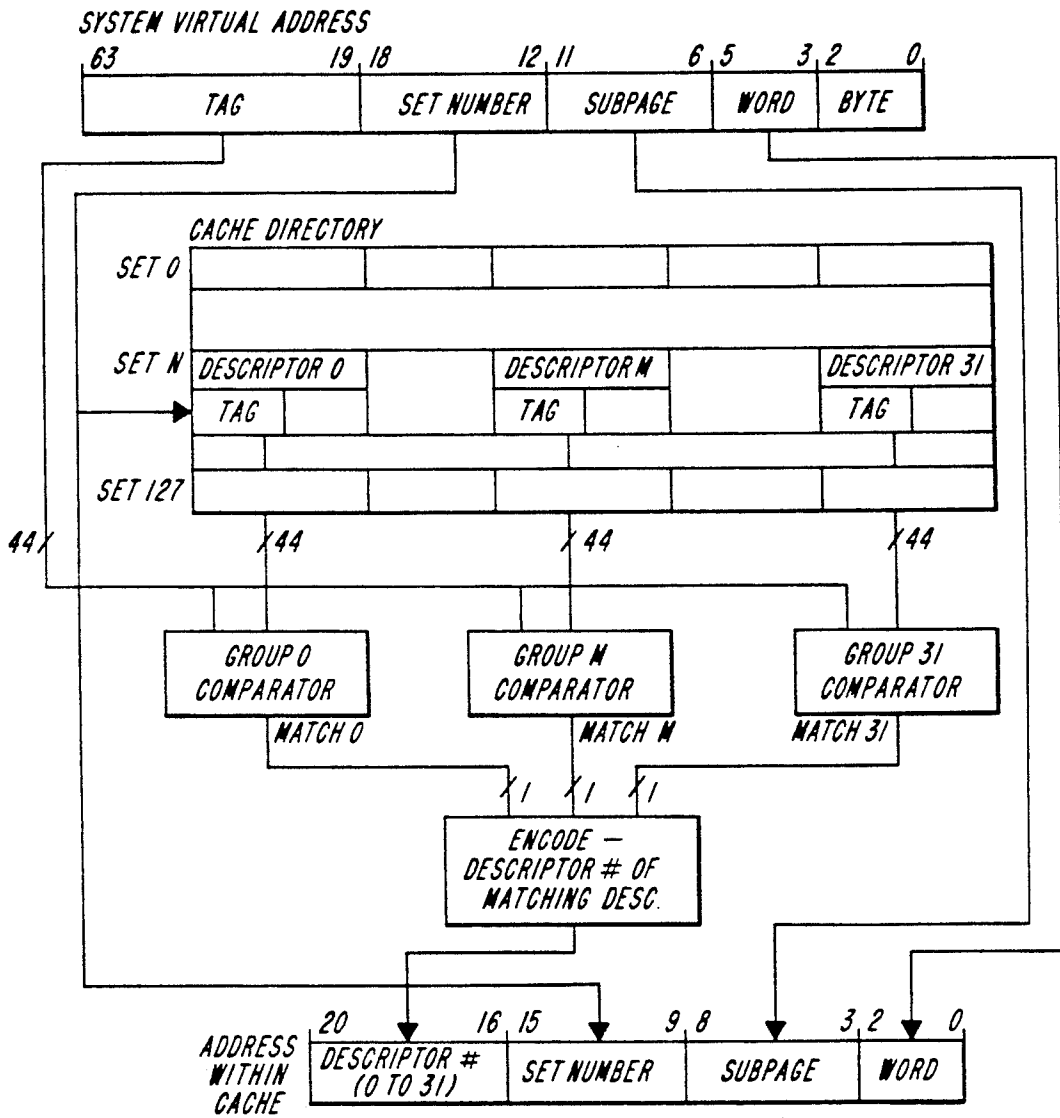 SYSTEM VIRTUAL ADDRESS
63 19 18 12 11 6 5 3 2 0
TAG SET NUMBER SUBPAGE WORD BYTE
CACHE DIRECTORY
SET 0
SET N
DESCRIPTOR 0 DESCRIPTOR M DESCRIPTOR 31
TAG TAG TAG
SET 127
44 44 44 44
GROUP 0 COMPARATOR
GROUP M COMPARATOR
GROUP 31 COMPARATOR
MATCH 0 MATCH M MATCH 31
1 1 1
ENCODE —
DESCRIPTOR # OF
MATCHING DESC.
20 16 15 9 8 3 2 0
ADDRESS
WITHIN
CACHE
DESCRIPTOR #
(0 TO 31)
SET NUMBER SUBPAGE WORD